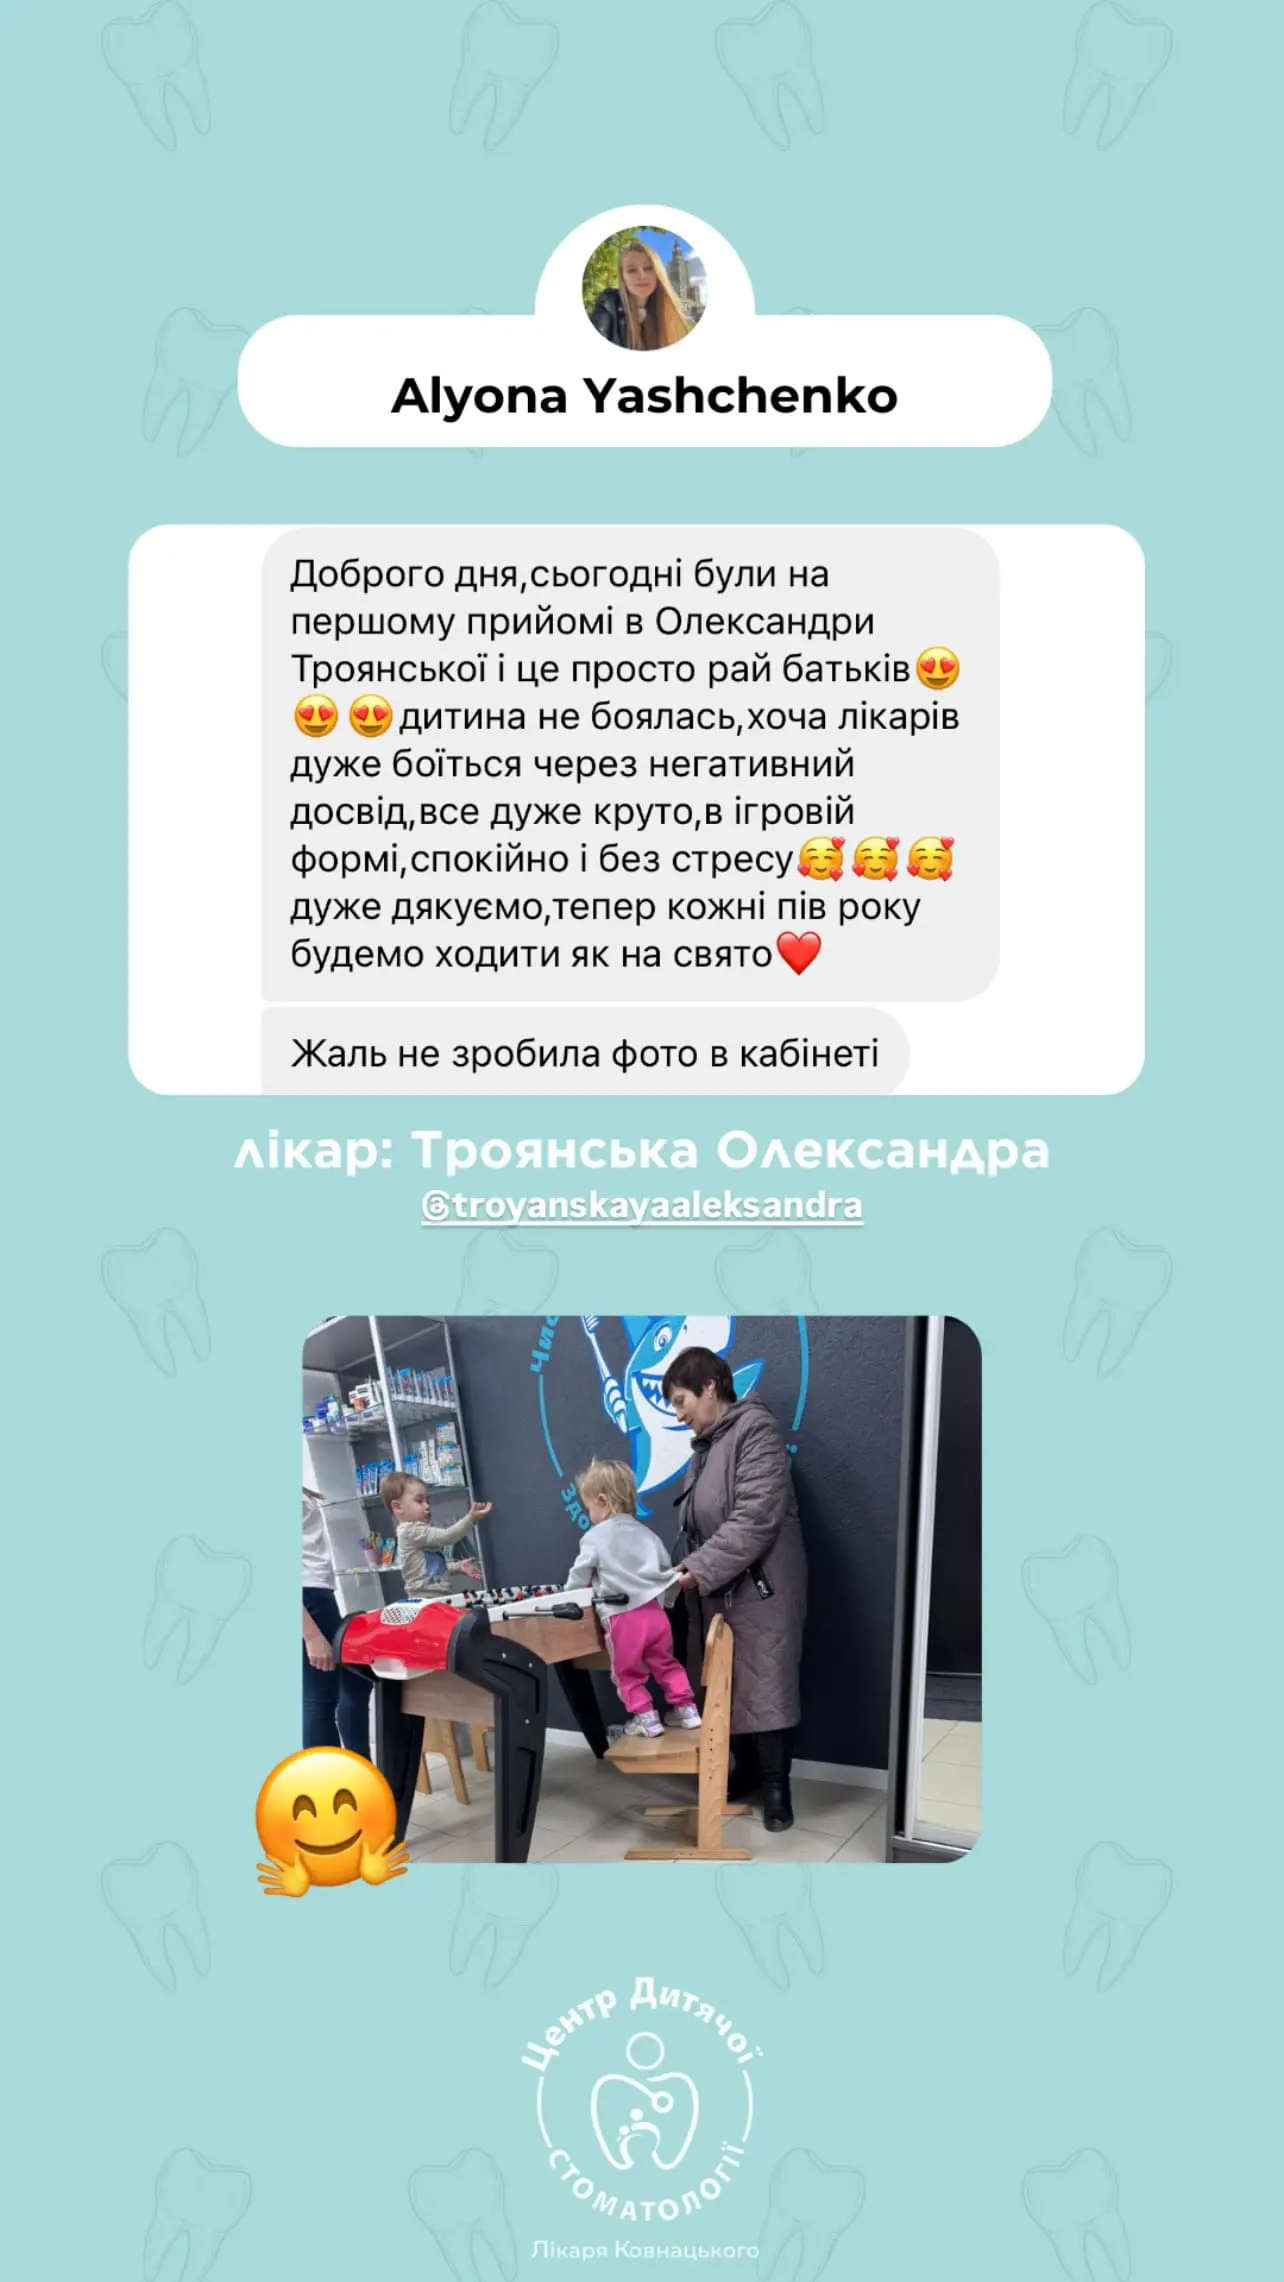 Alyona Yashchenko
Доброго дня,сьогодні були на
першому прийомі в Олександри
Троянської і це просто рай батьків😍
😍😍дитина не боялась,хоча лікарів
дуже боїться через негативний
досвід,все дуже круто,в ігровій
формі,спокійно і без стресу🥰🥰🥰
дуже дякуємо,тепер кожні пів року
будемо ходити як на свято❤️
Жаль не зробила фото в кабінеті
лікар: Троянська Олександра
@troyanskayaaleksandra
Центр Дитячої
стоматології
Лікаря Ковнацького